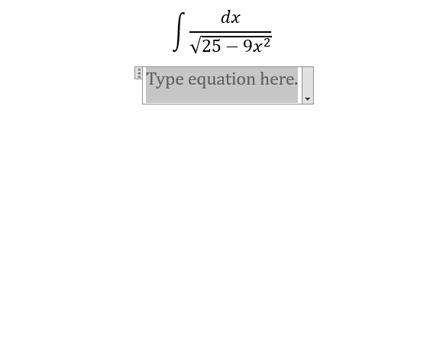 ∫ dx / √(25 − 9x²)
Type equation here.